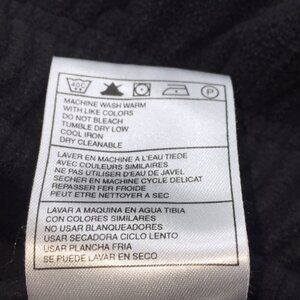 40C
P
MACHINE WASH WARM
WITH LIKE COLORS
DO NOT BLEACH
TUMBLE DRY LOW
COOL IRON
DRY CLEANABLE
LAVER EN MACHINE A L'EAU TIEDE
AVEC COULEURS SIMILAIRES
NE PAS UTILISER D'EAU DE JAVEL
SECHER EN MACHINE CYCLE DELICAT
REPASSER FER FROIDE
PEUT ETRE NETTOYER A SEC
LAVAR A MAQUINA EN AGUA TIBIA
CON COLORES SIMILARES
NO USAR BLANQUEADORES
USAR SECADORA CICLO LENTO
USAR PLANCHA FRIA
SE PUEDE LAVAR EN SECO